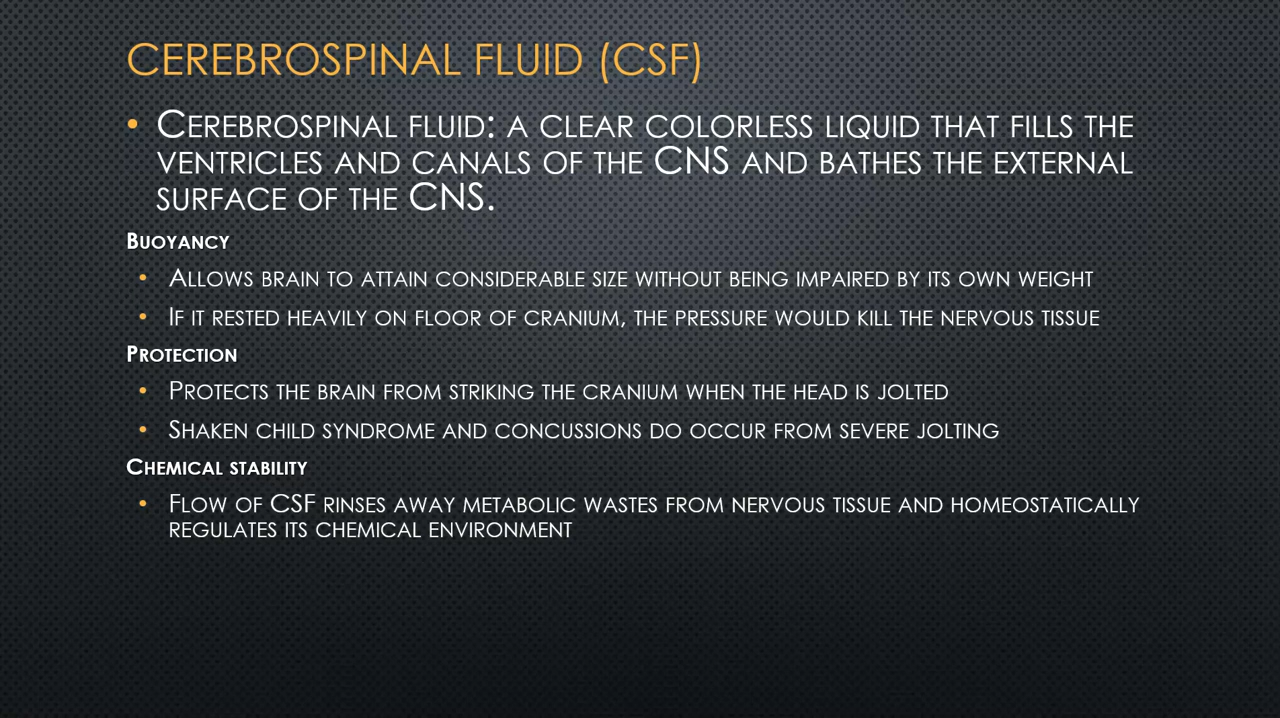 CEREBROSPINAL FLUID (CSF)
• CEREBROSPINAL FLUID: A CLEAR COLORLESS LIQUID THAT FILLS THE
VENTRICLES AND CANALS OF THE CNS AND BATHES THE EXTERNAL
SURFACE OF THE CNS.
BUOYANCY
• ALLOWS BRAIN TO ATTAIN CONSIDERABLE SIZE WITHOUT BEING IMPAIRED BY ITS OWN WEIGHT
• IF IT RESTED HEAVILY ON FLOOR OF CRANIUM, THE PRESSURE WOULD KILL THE NERVOUS TISSUE
PROTECTION
• PROTECTS THE BRAIN FROM STRIKING THE CRANIUM WHEN THE HEAD IS JOLTED
• SHAKEN CHILD SYNDROME AND CONCUSSIONS DO OCCUR FROM SEVERE JOLTING
CHEMICAL STABILITY
• FLOW OF CSF RINSES AWAY METABOLIC WASTES FROM NERVOUS TISSUE AND HOMEOSTATICALLY
REGULATES ITS CHEMICAL ENVIRONMENT